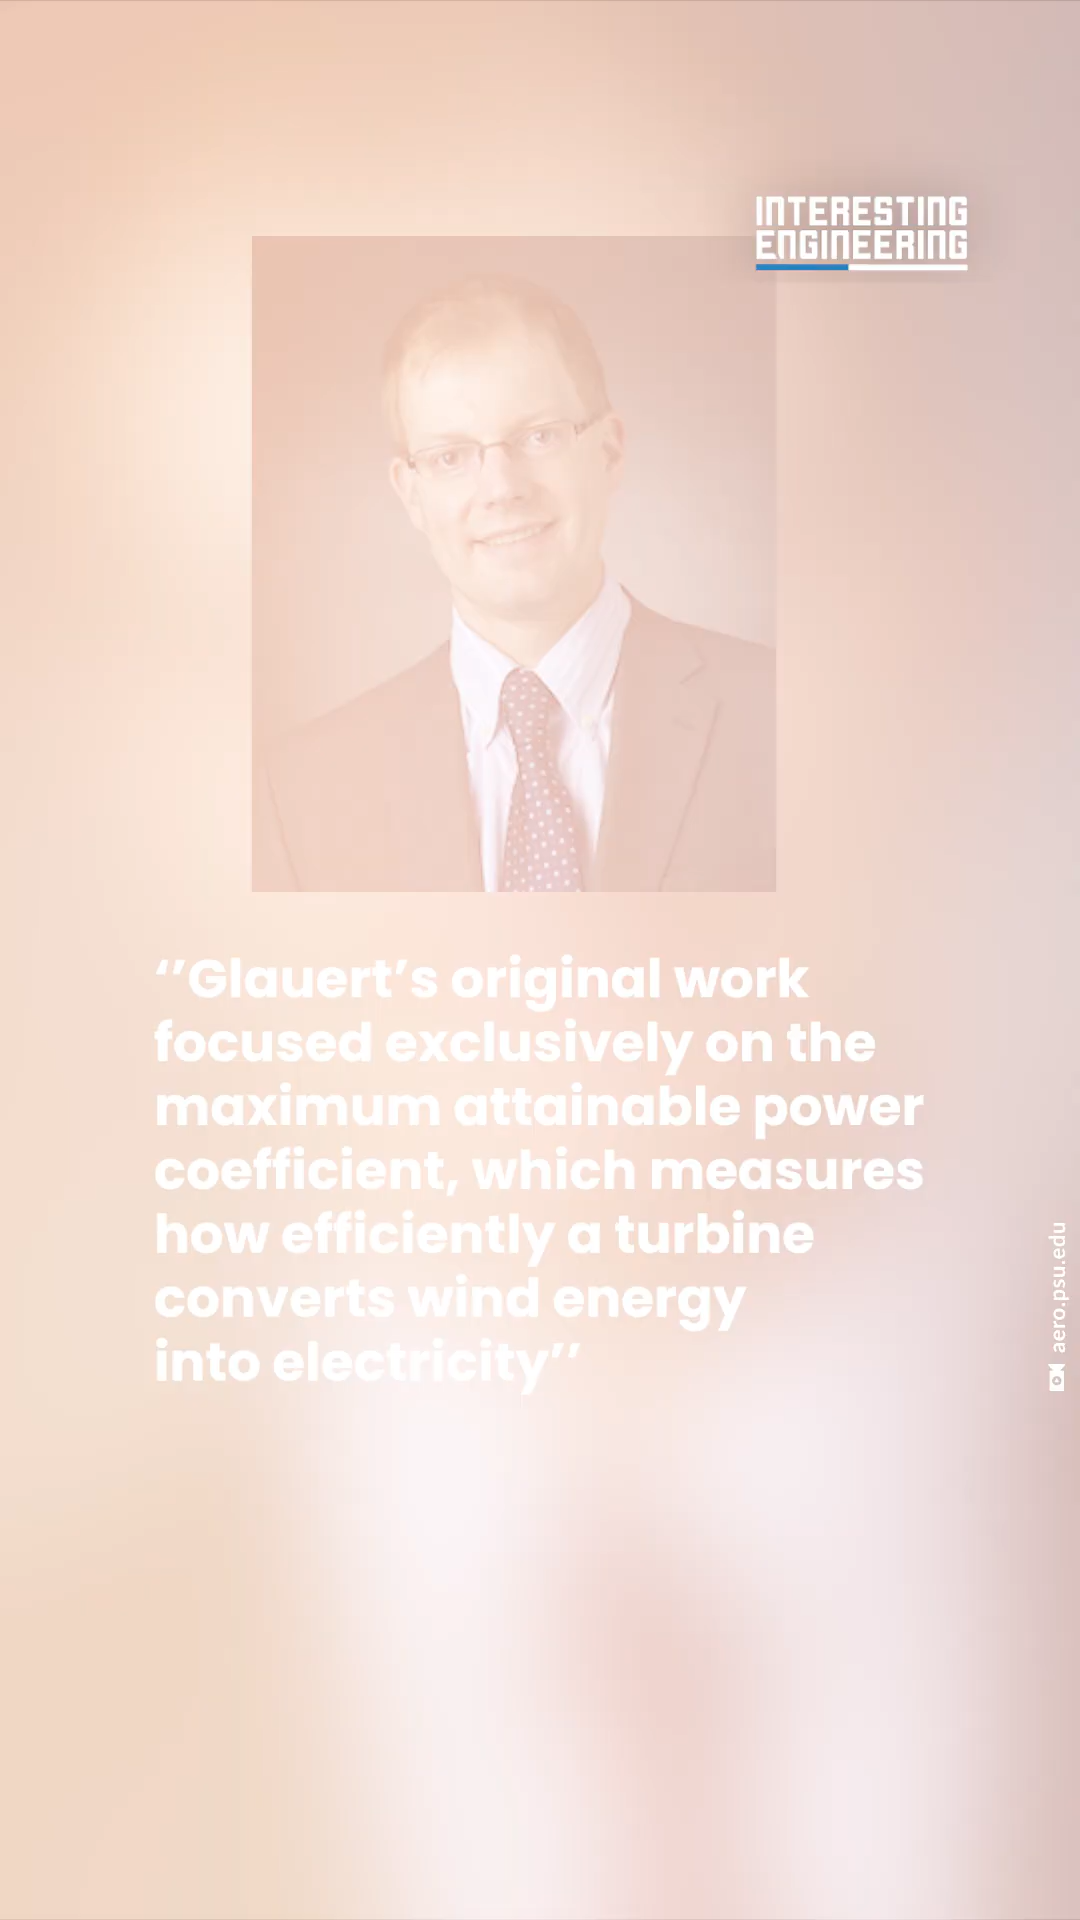 INTERESTING
ENGINEERING
‘’Glauert’s original work
focused exclusively on the
maximum attainable power
coefficient, which measures
how efficiently a turbine
converts wind energy
into electricity’’
aero.psu.edu